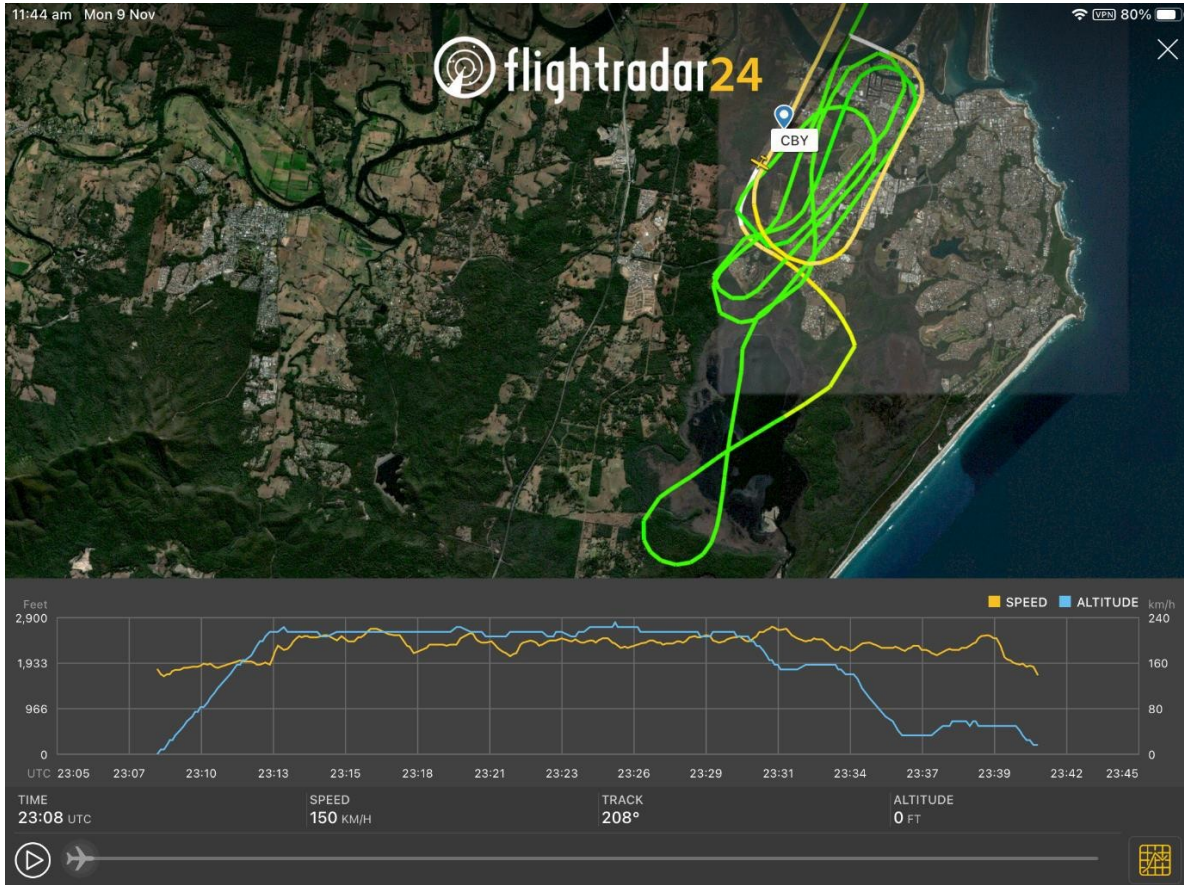 11:44 am Mon 9 Nov
VPN 80%
flightradar24
CBY
SPEED ALTITUDE
Feet km/h
2,900 240
1,933 160
966 80
0 0
UTC 23:05 23:07 23:10 23:13 23:15 23:18 23:21 23:23 23:26 23:29 23:31 23:34 23:37 23:39 23:42 23:45
TIME SPEED TRACK ALTITUDE
23:08 UTC 150 KM/H 208° 0 FT